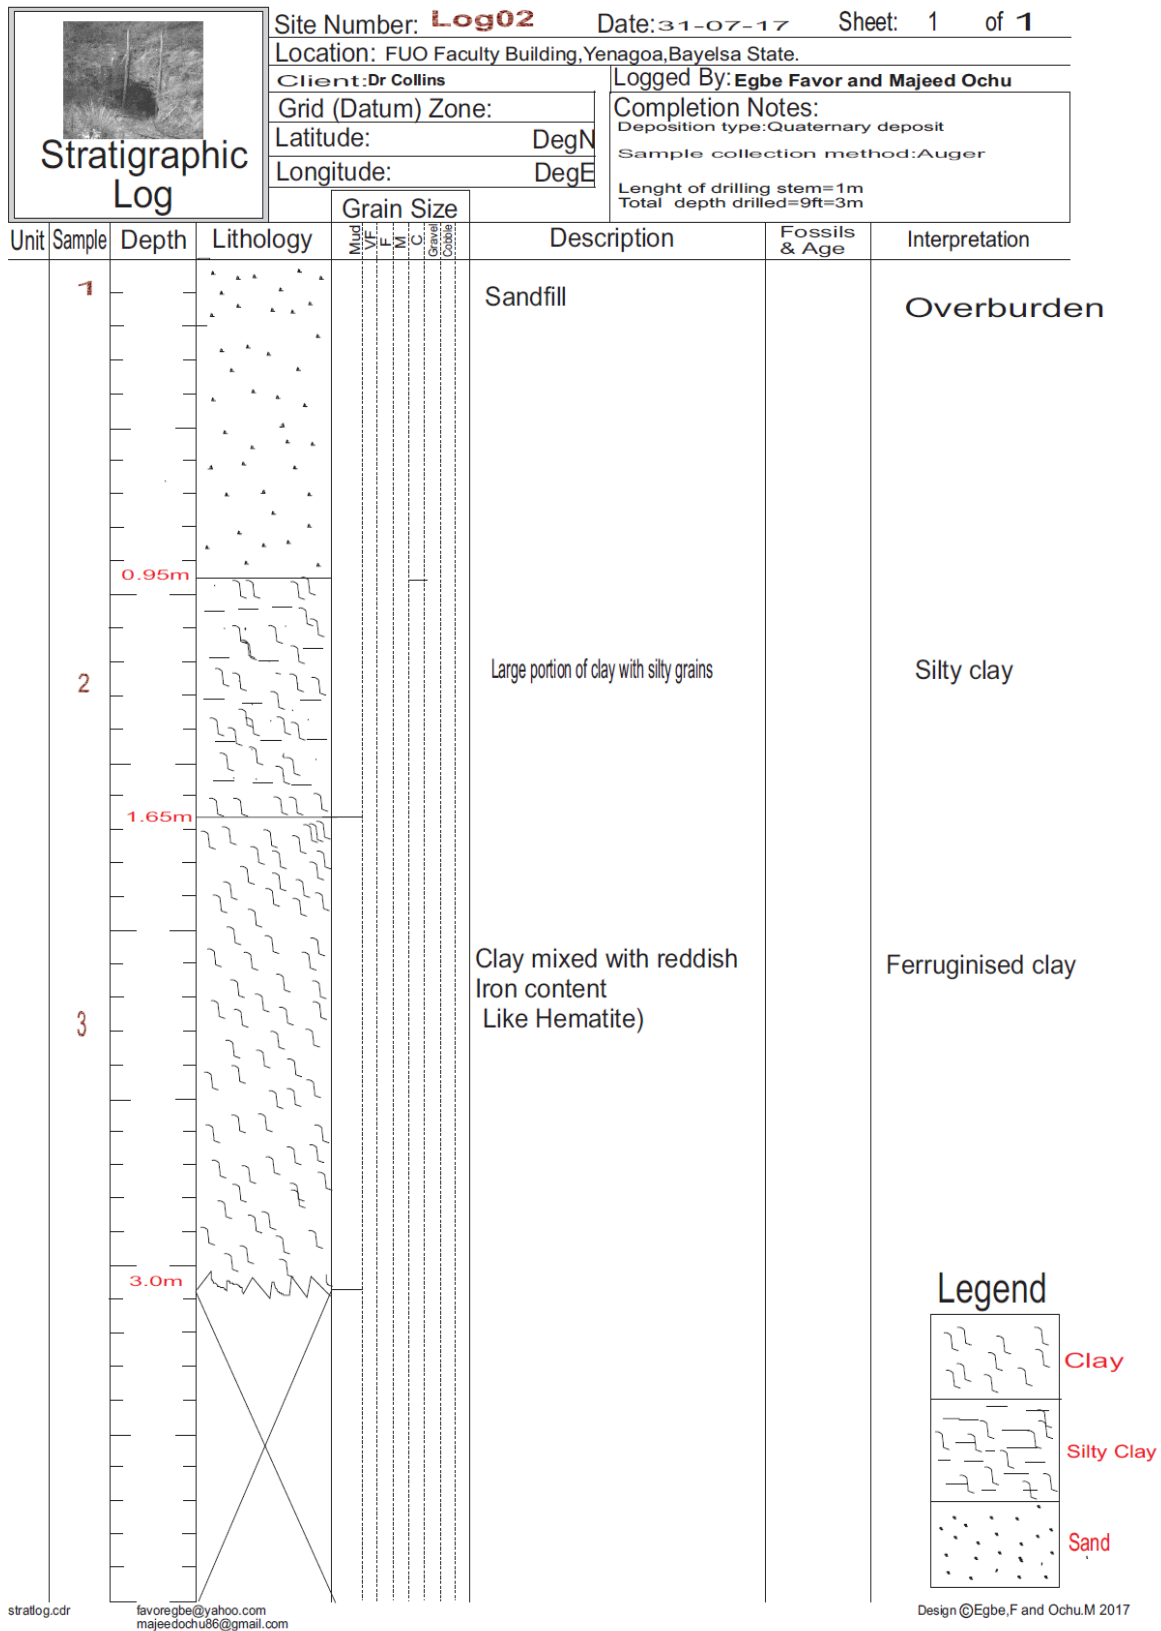 Stratigraphic
Log
Site Number: Log02 Date:31-07-17 Sheet: 1 of 1
Location: FUO Faculty Building,Yenagoa,Bayelsa State.
Client:Dr Collins
Logged By: Egbe Favor and Majeed Ochu
Grid (Datum) Zone:
Latitude: DegN
Longitude: DegE
Completion Notes:
Deposition type:Quaternary deposit
Sample collection method:Auger
Lenght of drilling stem=1m
Total depth drilled=9ft=3m
Grain Size
Unit Sample Depth Lithology Mud VF F M C Gravel Cobble Description Fossils & Age Interpretation
1
Sandfill
Overburden
0.95m
2
Large portion of clay with silty grains
Silty clay
1.65m
3
Clay mixed with reddish
Iron content
Like Hematite)
Ferruginised clay
3.0m
Legend
Clay
Silty Clay
Sand
stratlog.cdr
favoregbe@yahoo.com
majeedochu86@gmail.com
Design ©Egbe,F and Ochu.M 2017